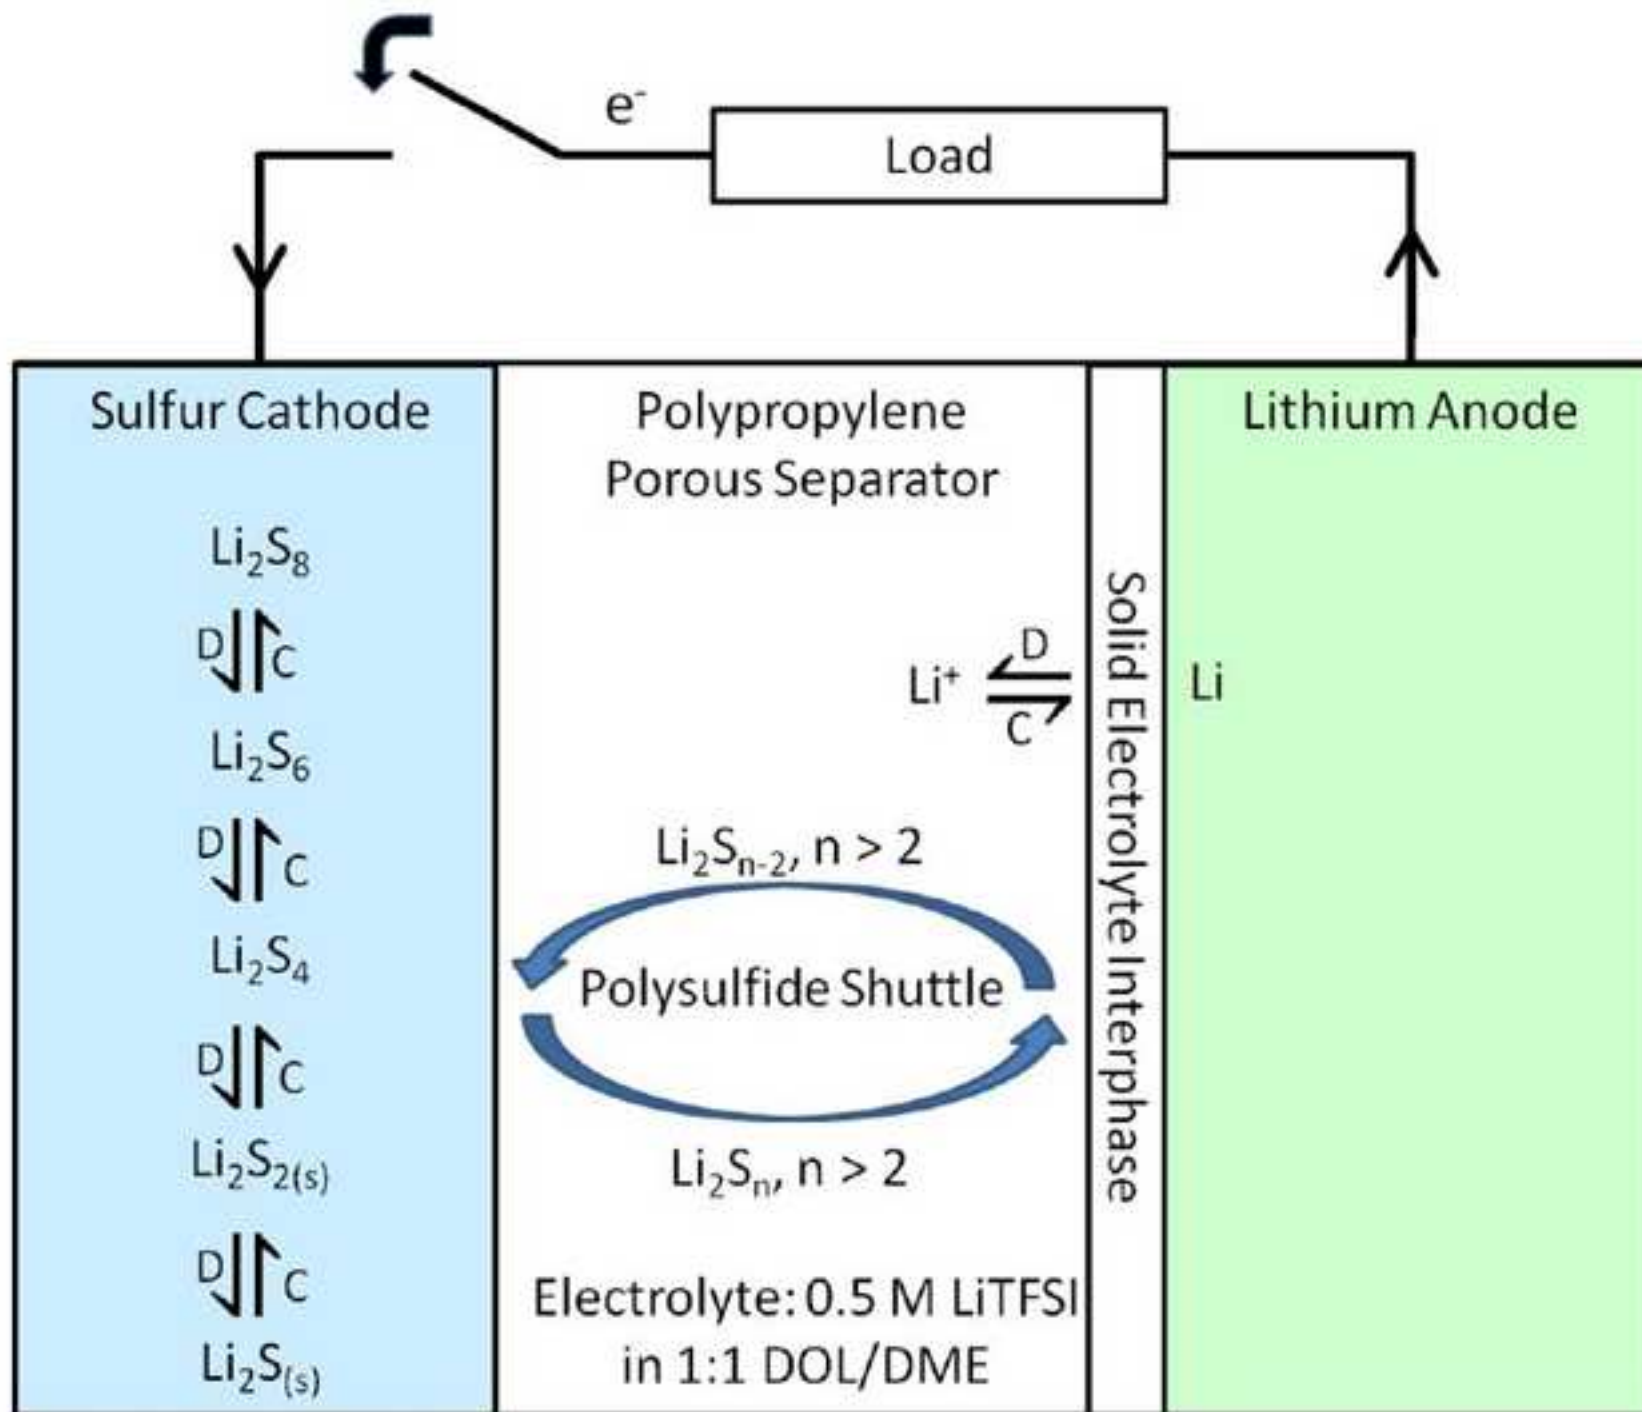 e⁻
Load
Sulfur Cathode
Li₂S₈
D C
Li₂S₆
D C
Li₂S₄
D C
Li₂S₂₍ₛ₎
D C
Li₂S₍ₛ₎
Polypropylene
Porous Separator
Li⁺
D
C
Li₂Sₙ₋₂, n > 2
Polysulfide Shuttle
Li₂Sₙ, n > 2
Electrolyte: 0.5 M LiTFSI
in 1:1 DOL/DME
Solid Electrolyte Interphase
Lithium Anode
Li